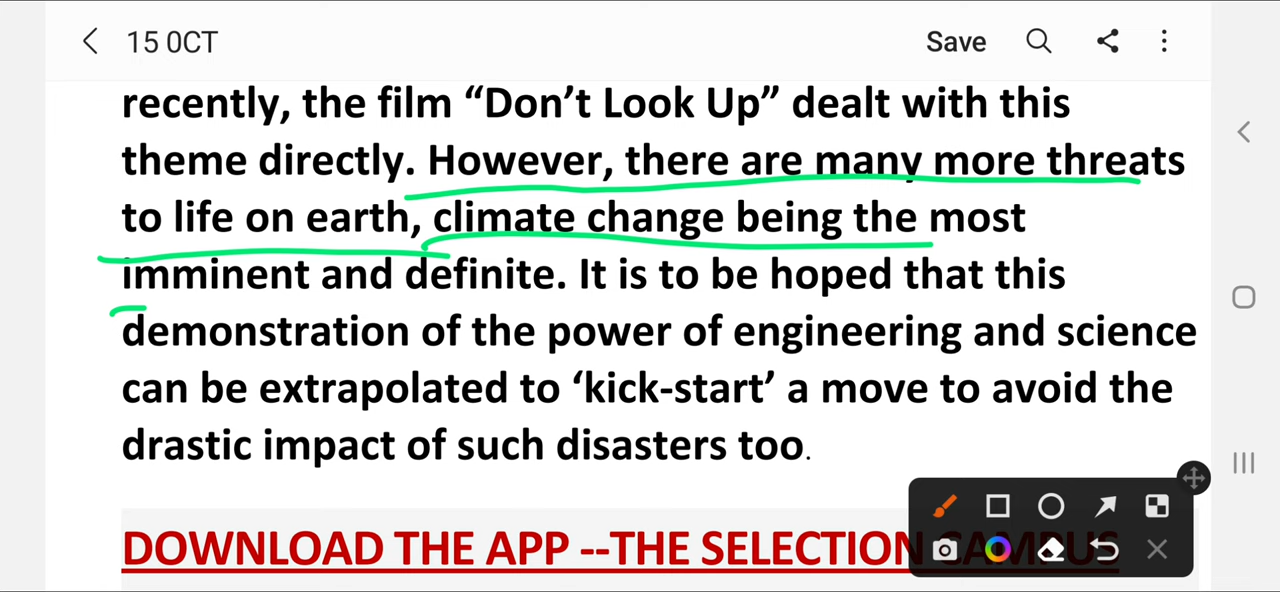 15 OCT
Save
recently, the film “Don’t Look Up” dealt with this
theme directly. However, there are many more threats
to life on earth, climate change being the most
imminent and definite. It is to be hoped that this
demonstration of the power of engineering and science
can be extrapolated to ‘kick-start’ a move to avoid the
drastic impact of such disasters too.
DOWNLOAD THE APP --THE SELECTION CAMPUS